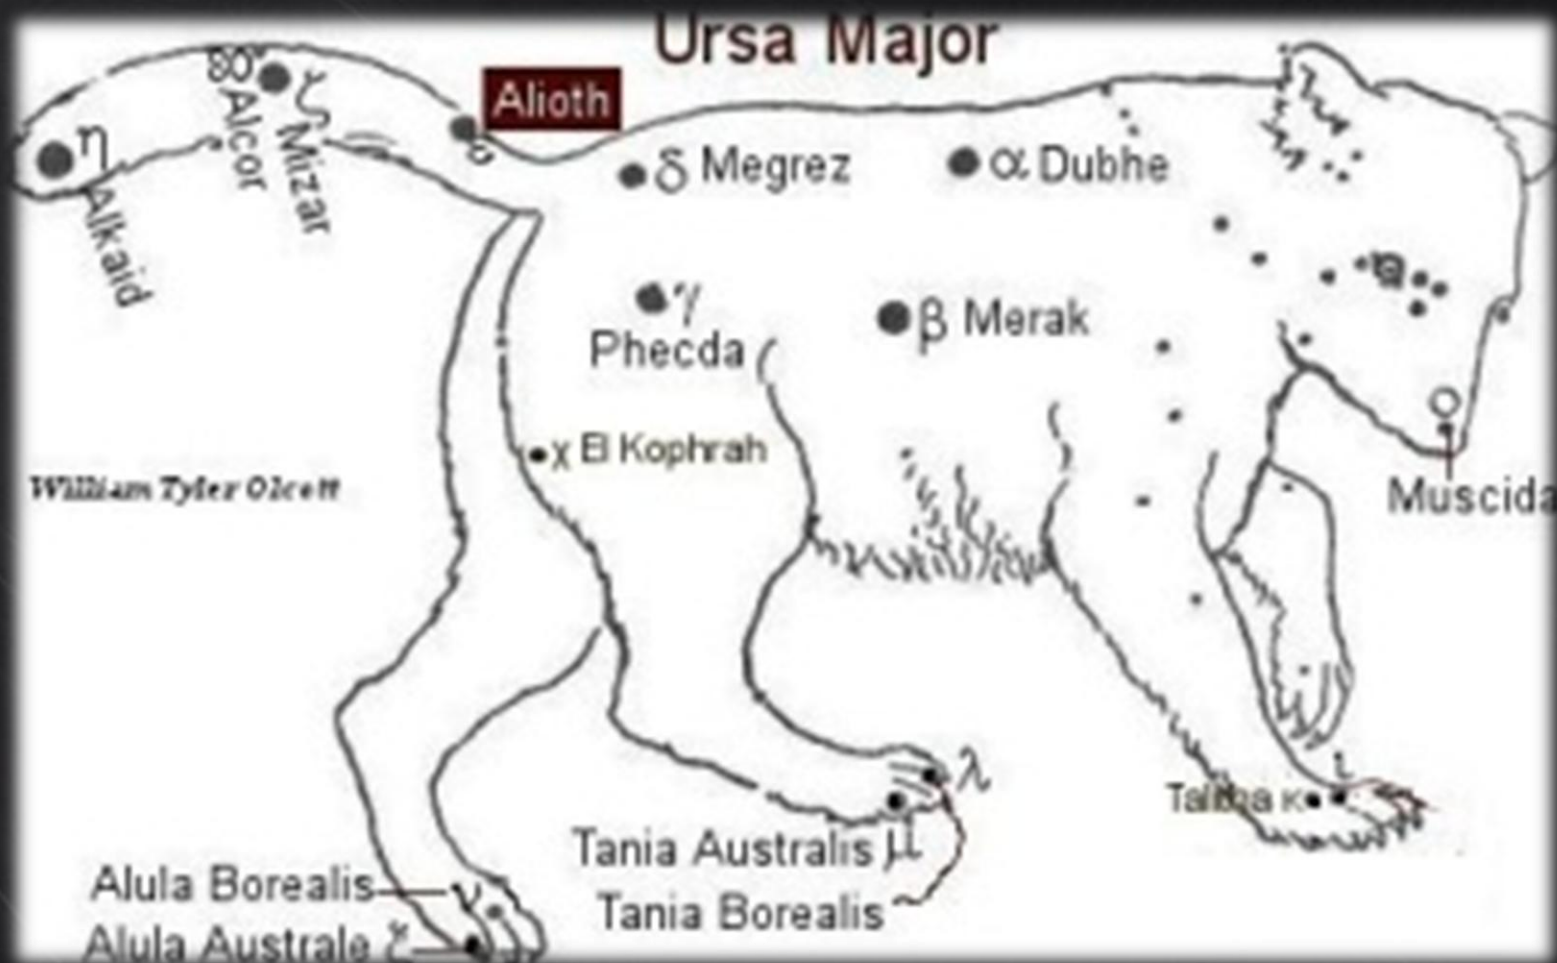 Ursa Major
Alioth
80
Alcor
ζ
Mizar
η
Alkaid
δ Megrez
α Dubhe
γ
Phecda
β Merak
χ El Kophrah
William Tyler Olcott
ο
Muscida
λ
ι
Talitha κ
Tania Australis μ
Tania Borealis
Alula Borealis ν
Alula Australe ξ